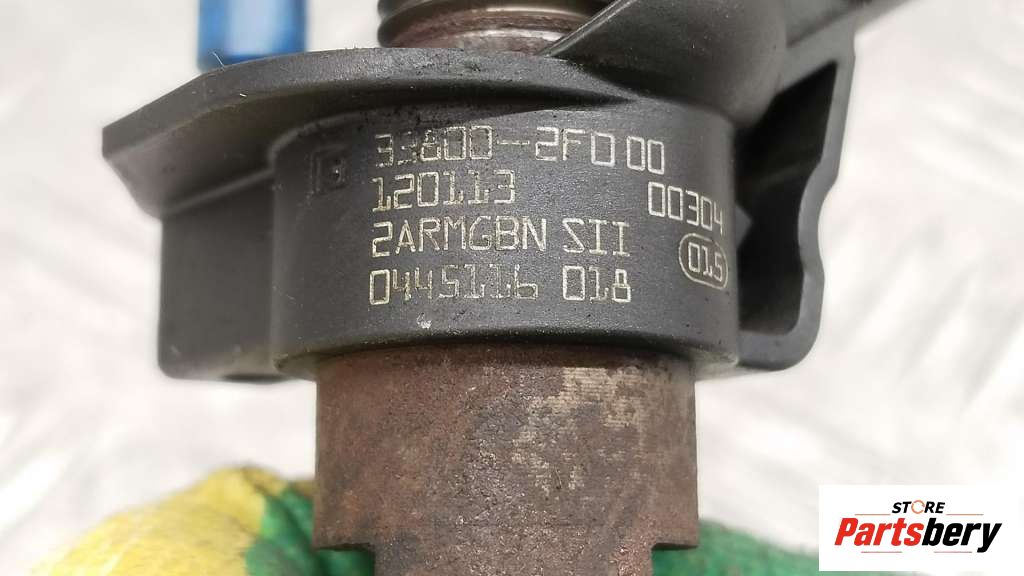 33800-2F000
120113 00304
2ARMGBN SII 015
0445116 018
STORE
Partsbery